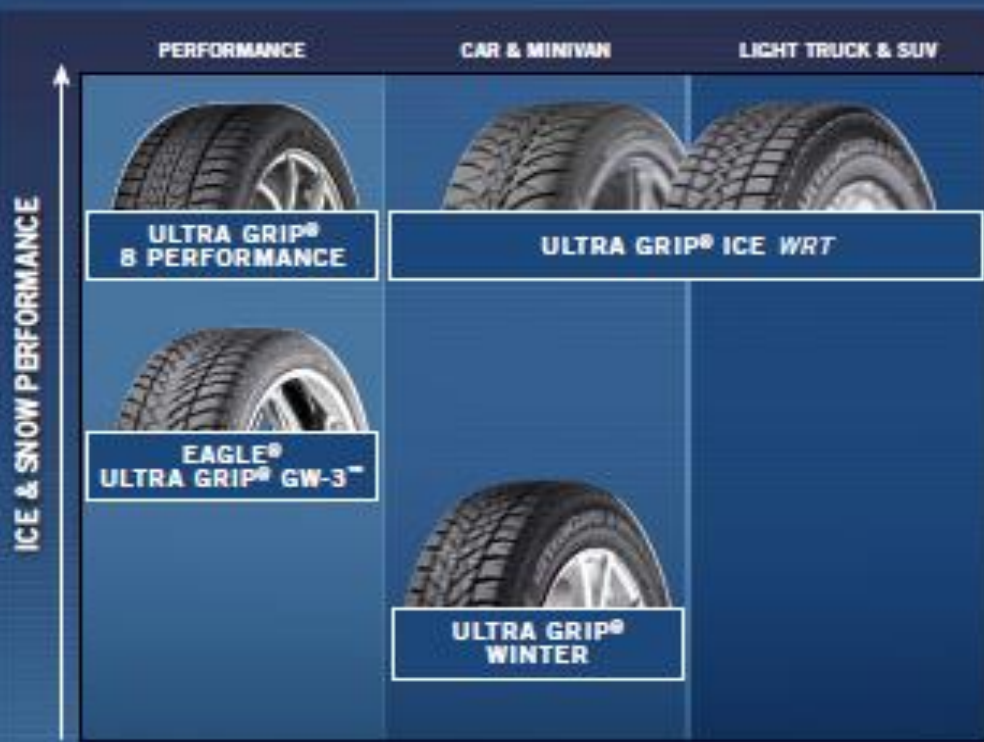 PERFORMANCE
CAR & MINIVAN
LIGHT TRUCK & SUV
ICE & SNOW PERFORMANCE
ULTRA GRIP®
8 PERFORMANCE
ULTRA GRIP® ICE WRT
EAGLE®
ULTRA GRIP® GW-3™
ULTRA GRIP®
WINTER